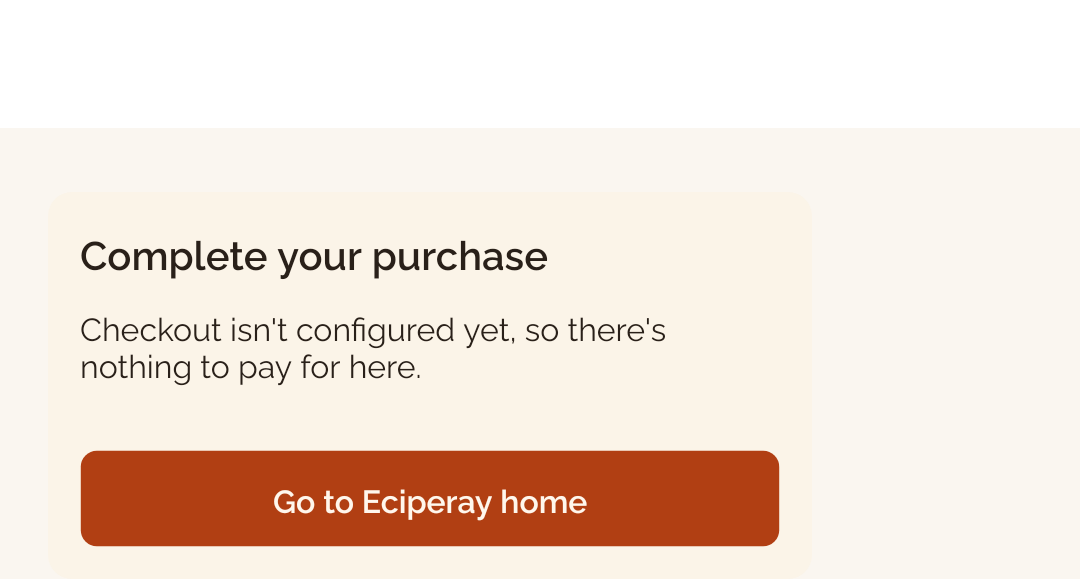 Complete your purchase
Checkout isn't configured yet, so there's
nothing to pay for here.
Go to Eciperay home